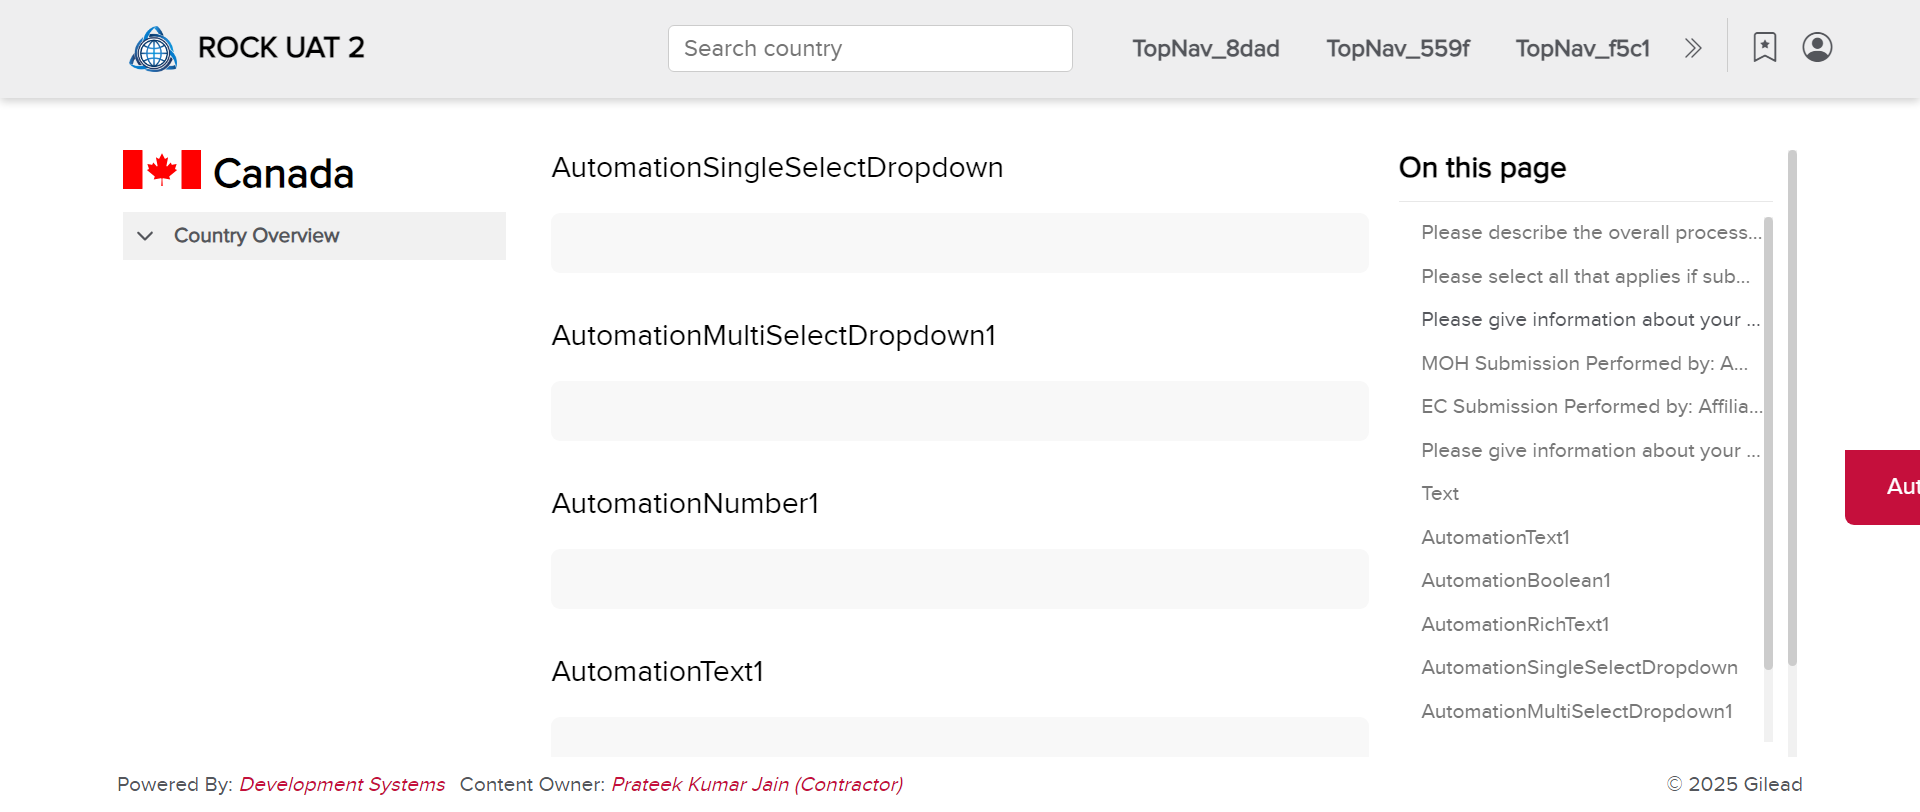 ROCK UAT 2
Search country
TopNav_8dad
TopNav_559f
TopNav_f5c1
Canada
Country Overview
AutomationSingleSelectDropdown
AutomationMultiSelectDropdown1
AutomationNumber1
AutomationText1
On this page
Please describe the overall process...
Please select all that applies if sub...
Please give information about your ...
MOH Submission Performed by: A...
EC Submission Performed by: Affilia...
Please give information about your ...
Text
AutomationText1
AutomationBoolean1
AutomationRichText1
AutomationSingleSelectDropdown
AutomationMultiSelectDropdown1
Aut
Powered By: Development Systems Content Owner: Prateek Kumar Jain (Contractor)
© 2025 Gilead